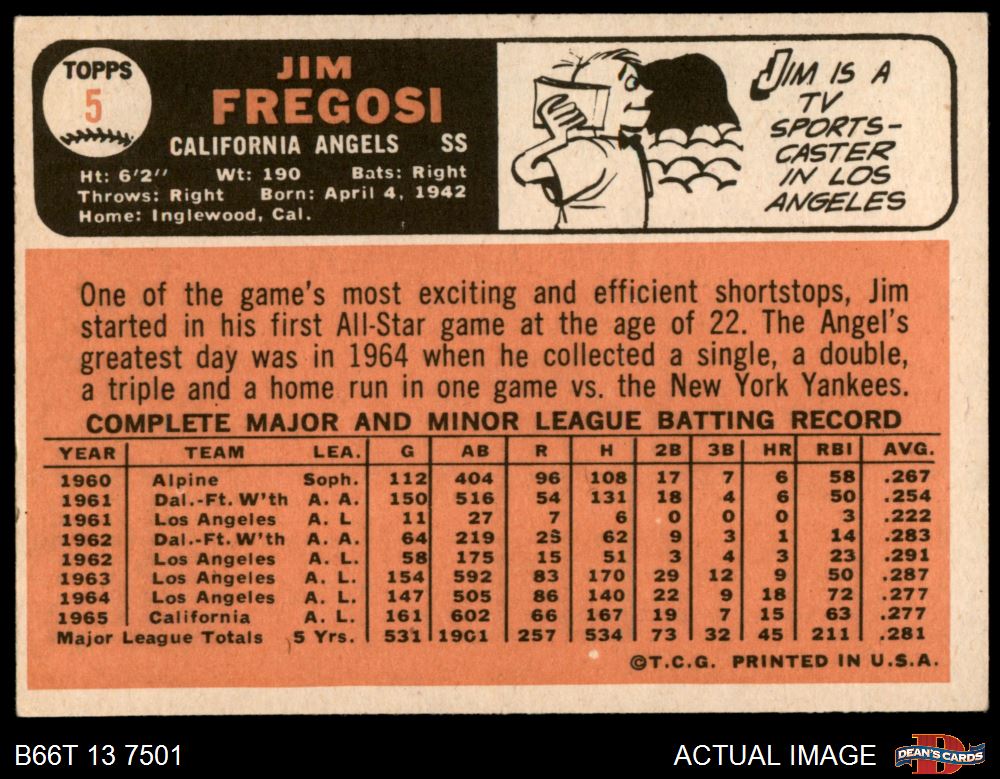 TOPPS
5
JIM
FREGOSI
CALIFORNIA ANGELS SS
Ht: 6'2" Wt: 190 Bats: Right
Throws: Right Born: April 4, 1942
Home: Inglewood, Cal.
JIM IS A
TV
SPORTS-
CASTER
IN LOS
ANGELES
One of the game's most exciting and efficient shortstops, Jim
started in his first All-Star game at the age of 22. The Angel's
greatest day was in 1964 when he collected a single, a double,
a triple and a home run in one game vs. the New York Yankees.
COMPLETE MAJOR AND MINOR LEAGUE BATTING RECORD
YEAR TEAM LEA. G AB R H 2B 3B HR RBI AVG.
1960 Alpine Soph. 112 404 96 108 17 7 6 58 .267
1961 Dal.-Ft. W'th A. A. 150 516 54 131 18 4 6 50 .254
1961 Los Angeles A. L 11 27 7 6 0 0 0 3 .222
1962 Dal.-Ft. W'th A. A. 64 219 62 9 3 1 14 .283
1962 Los Angeles A. L. 58 175 15 51 3 4 3 23 .291
1963 Los Angeles A. L. 154 592 83 170 29 12 9 50 .287
1964 Los Angeles A. L. 147 505 86 140 22 9 18 72 .277
1965 California A. L. 161 602 66 167 19 7 15 63 .277
Major League Totals 5 Yrs. 531 1901 257 534 73 32 45 211 .281
©T.C.G. PRINTED IN U.S.A.
B66T 13 7501 ACTUAL IMAGE
DEAN'S CARDS